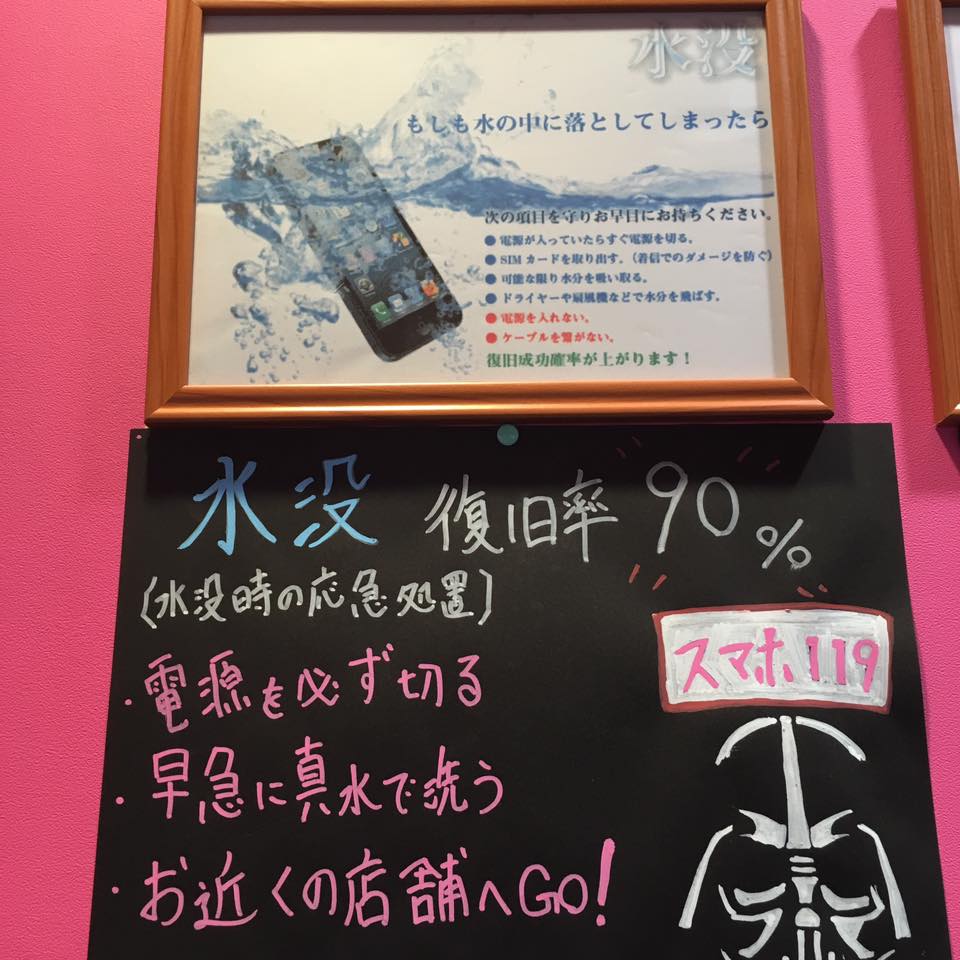 水没
もしも水の中に落としてしまったら
次の項目を守りお早目にお持ちください。
● 電源が入っていたらすぐ電源を切る。
● SIMカードを取り出す。（着信でのダメージを防ぐ）
● 可能な限り水分を吸い取る。
● ドライヤーや扇風機などで水分を飛ばす。
● 電源を入れない。
● ケーブルを繋がない。
復旧成功確率が上がります！
水没 復旧率 90%
(水没時の応急処置)
スマホ119
・電源を必ず切る
・早急に真水で洗う
・お近くの店舗へGO!